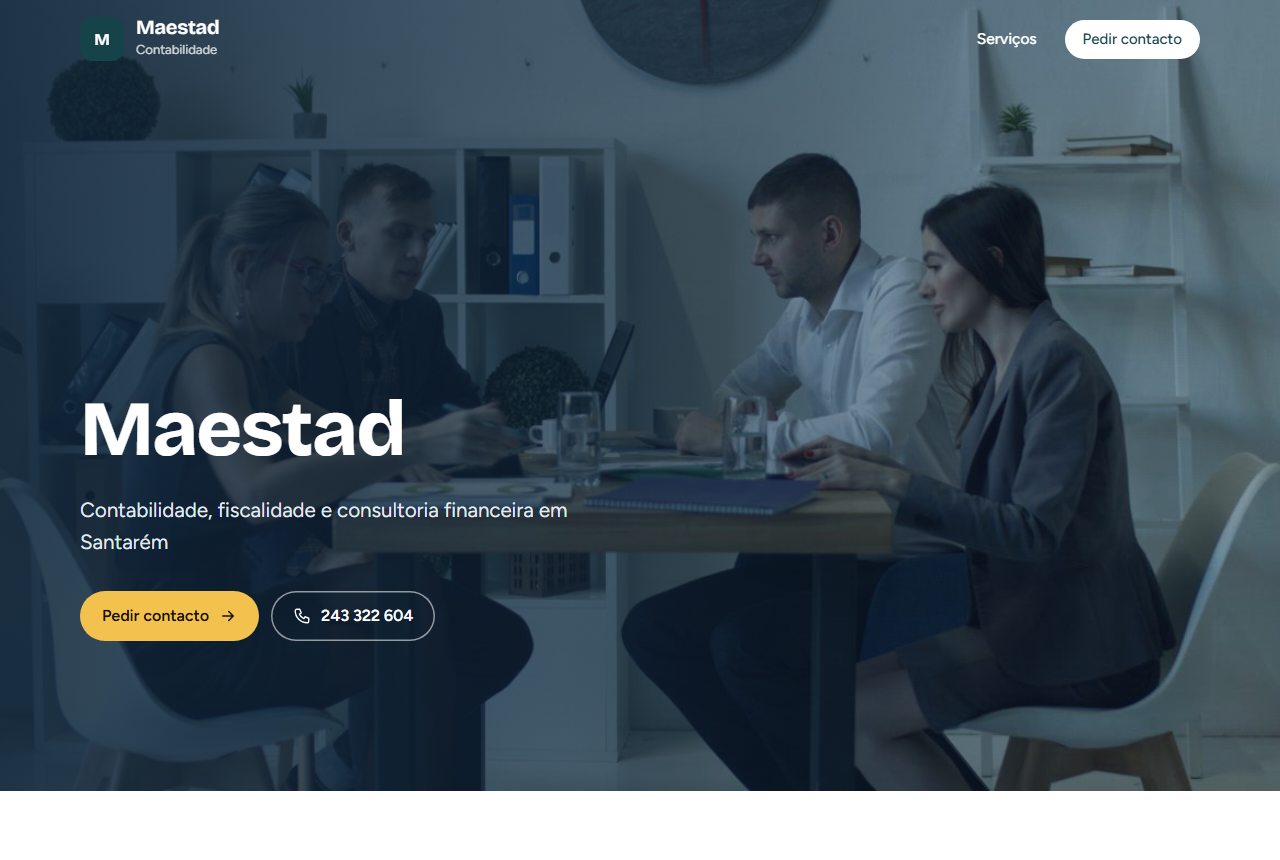 M
Maestad
Contabilidade
Serviços
Pedir contacto
Maestad
Contabilidade, fiscalidade e consultoria financeira em
Santarém
Pedir contacto →
243 322 604